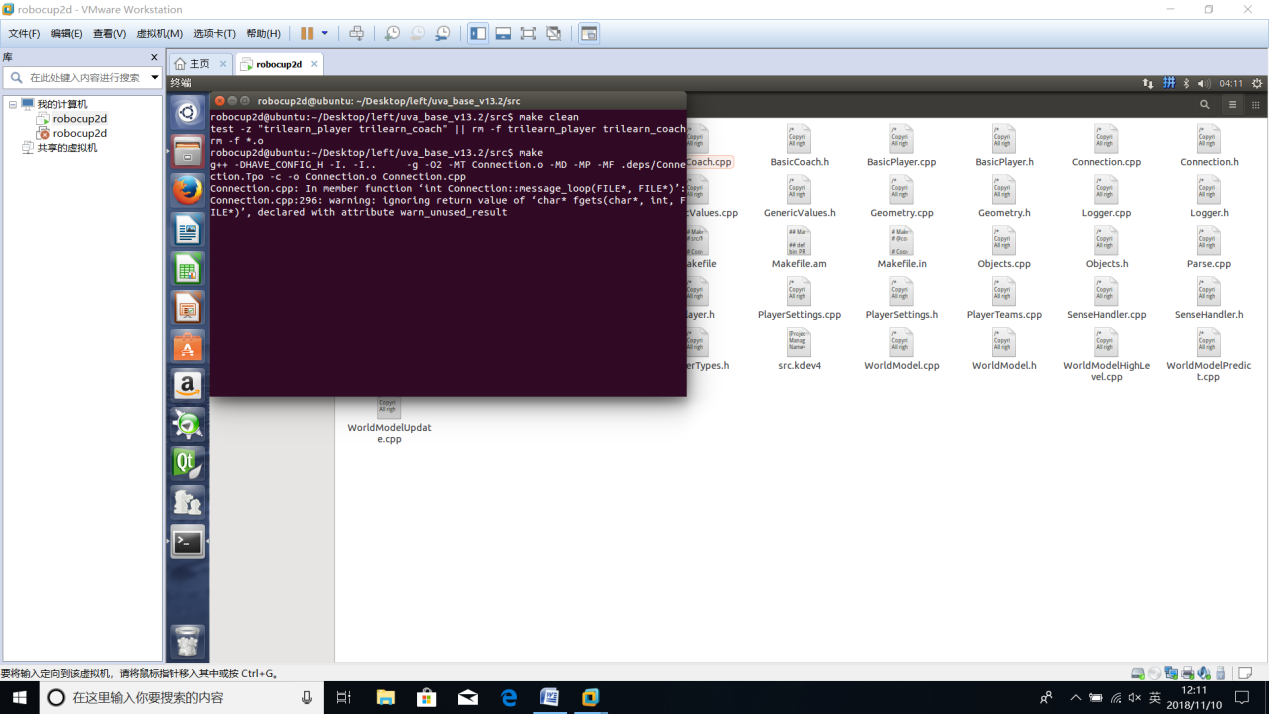 robocup2d - VMware Workstation
文件(F) 编辑(E) 查看(V) 虚拟机(M) 选项卡(T) 帮助(H)
库
在此处键入内容进行搜索
我的计算机
robocup2d
robocup2d
共享的虚拟机
主页 robocup2d
终端 拼 04:11
robocup2d@ubuntu: ~/Desktop/left/uva_base_v13.2/src
robocup2d@ubuntu:~/Desktop/left/uva_base_v13.2/src$ make clean
test -z "trilearn_player trilearn_coach" || rm -f trilearn_player trilearn_coach
rm -f *.o
robocup2d@ubuntu:~/Desktop/left/uva_base_v13.2/src$ make
g++ -DHAVE_CONFIG_H -I. -I.. -g -O2 -MT Connection.o -MD -MP -MF .deps/Conne
ction.Tpo -c -o Connection.o Connection.cpp
Connection.cpp: In member function ‘int Connection::message_loop(FILE*, FILE*)’:
Connection.cpp:296: warning: ignoring return value of ‘char* fgets(char*, int, F
ILE*)’, declared with attribute warn_unused_result
Coach.cpp BasicCoach.h BasicPlayer.cpp BasicPlayer.h Connection.cpp Connection.h
cValues.cpp GenericValues.h Geometry.cpp Geometry.h Logger.cpp Logger.h
akefile Makefile.am Makefile.in Objects.cpp Objects.h Parse.cpp
ayer.h PlayerSettings.cpp PlayerSettings.h PlayerTeams.cpp SenseHandler.cpp SenseHandler.h
erTypes.h src.kdev4 WorldModel.cpp WorldModel.h WorldModelHighLe
vel.cpp
WorldModelPredic
t.cpp
WorldModelUpdat
e.cpp
要将输入定向到该虚拟机，请将鼠标指针移入其中或按 Ctrl+G。
在这里输入你要搜索的内容
英
12:11
2018/11/10